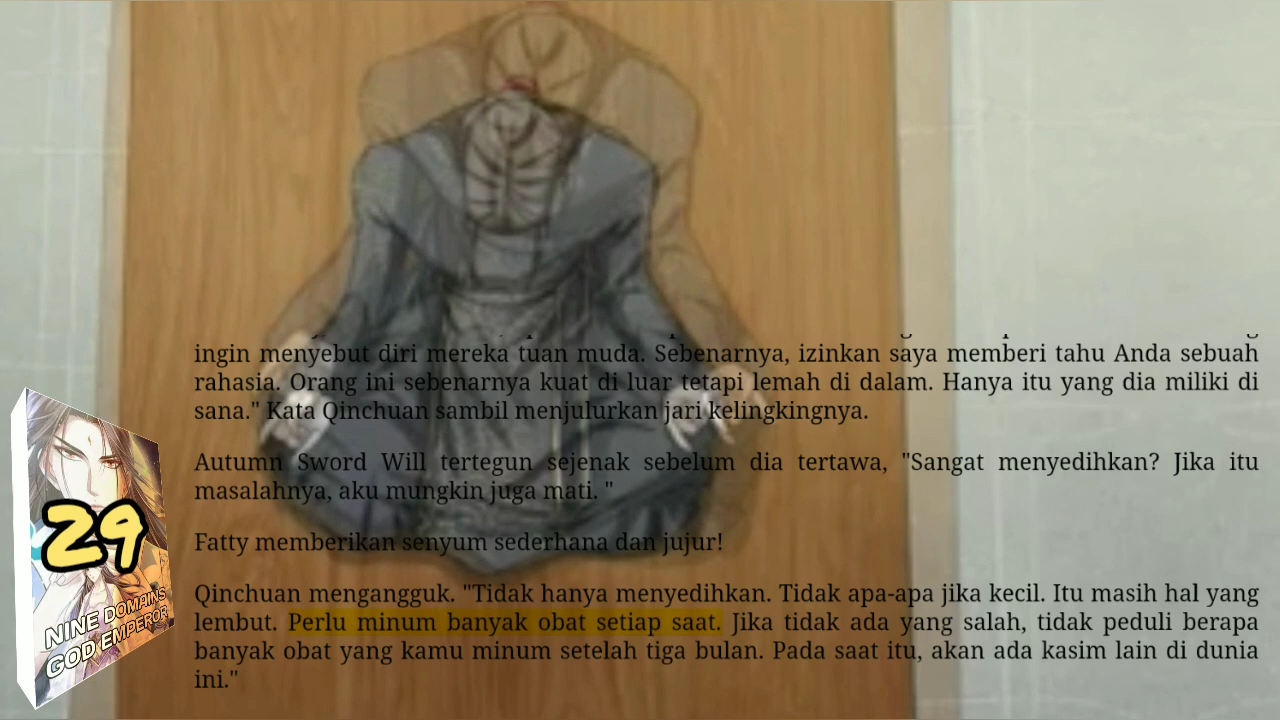 ingin menyebut diri mereka tuan muda. Sebenarnya, izinkan saya memberi tahu Anda sebuah
rahasia. Orang ini sebenarnya kuat di luar tetapi lemah di dalam. Hanya itu yang dia miliki di
sana." Kata Qinchuan sambil menjulurkan jari kelingkingnya.
Autumn Sword Will tertegun sejenak sebelum dia tertawa, "Sangat menyedihkan? Jika itu
masalahnya, aku mungkin juga mati. "
Fatty memberikan senyum sederhana dan jujur!
Qinchuan mengangguk. "Tidak hanya menyedihkan. Tidak apa-apa jika kecil. Itu masih hal yang
lembut. Perlu minum banyak obat setiap saat. Jika tidak ada yang salah, tidak peduli berapa
banyak obat yang kamu minum setelah tiga bulan. Pada saat itu, akan ada kasim lain di dunia
ini."
29
NINE DOMAINS
GOD EMPEROR